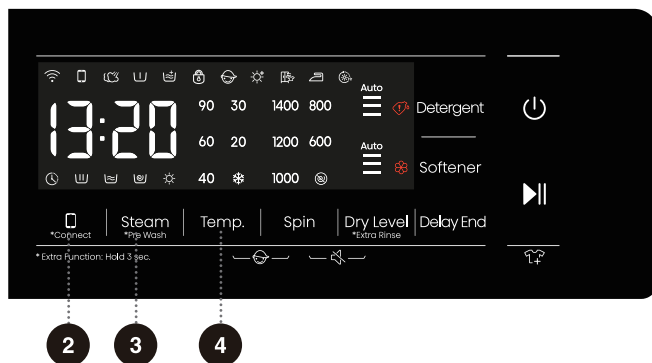 Auto
90 30 1400 800
Detergent
13:20
60 20 1200 600
Auto
Softener
40 1000
Steam Temp. Spin Dry Level Delay End
*Connect *Pre Wash *Extra Rinse
* Extra Function: Hold 3 sec.
2 3 4